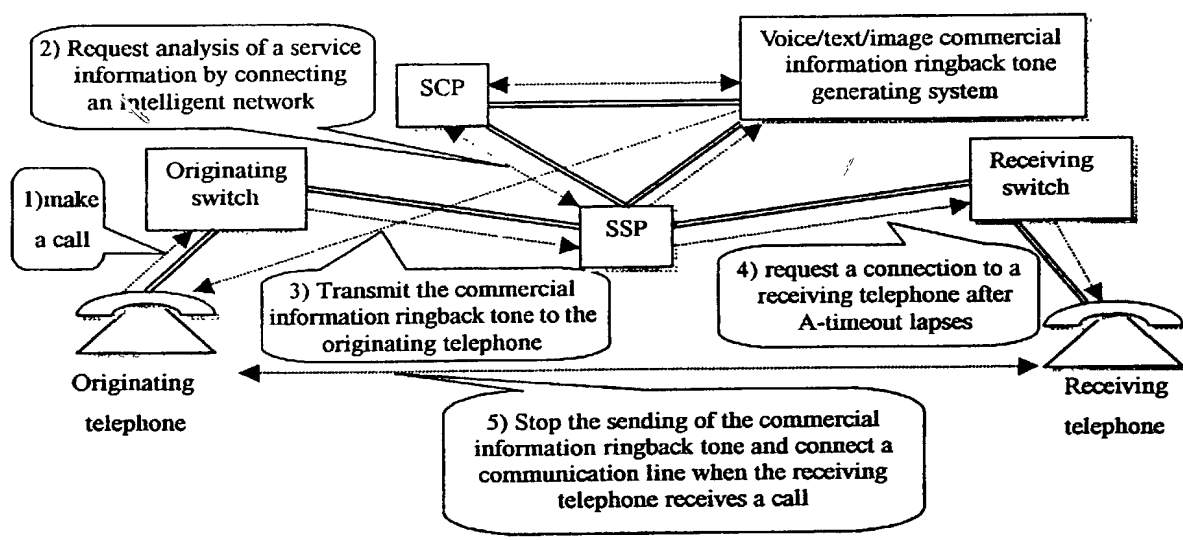 2) Request analysis of a service
information by connecting
an intelligent network
SCP
Voice/text/image commercial
information ringback tone
generating system
Originating
switch
Receiving
switch
1)make
a call
SSP
3) Transmit the commercial
information ringback tone to the
originating telephone
4) request a connection to a
receiving telephone after
A-timeout lapses
Originating
telephone
Receiving
telephone
5) Stop the sending of the commercial
information ringback tone and connect a
communication line when the receiving
telephone receives a call